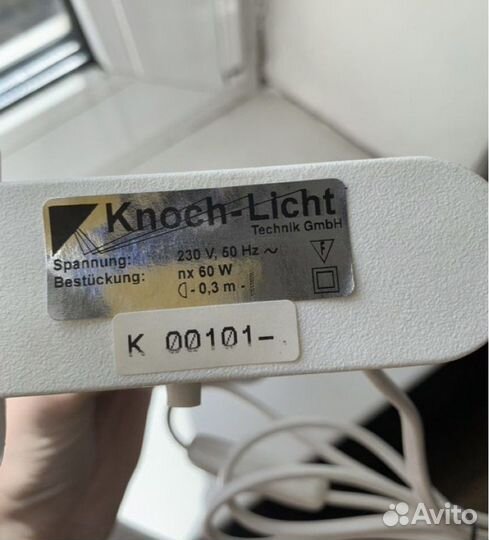 Knoch-Licht
Technik GmbH
Spannung: 230 V, 50 Hz ~
Bestückung: nx 60 W
- 0,3 m -
F
K 00101-
Avito